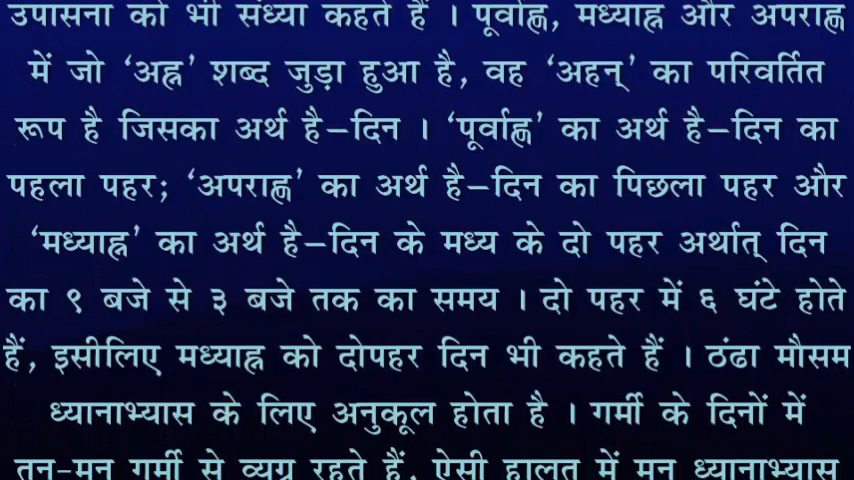 उपासना को भी संध्या कहते हैं । पूर्वाह्ण, मध्याह्न और अपराह्ण
में जो ‘अह्न’ शब्द जुड़ा हुआ है, वह ‘अहन्’ का परिवर्तित
रूप है जिसका अर्थ है–दिन । ‘पूर्वाह्ण’ का अर्थ है–दिन का
पहला पहर; ‘अपराह्ण’ का अर्थ है–दिन का पिछला पहर और
‘मध्याह्न’ का अर्थ है–दिन के मध्य के दो पहर अर्थात् दिन
का ९ बजे से ३ बजे तक का समय । दो पहर में ६ घंटे होते
हैं, इसीलिए मध्याह्न को दोपहर दिन भी कहते हैं । ठंढा मौसम
ध्यानाभ्यास के लिए अनुकूल होता है । गर्मी के दिनों में
तन-मन गर्मी से व्यग्र रहते हैं, ऐसी हालत में मन ध्यानाभ्यास